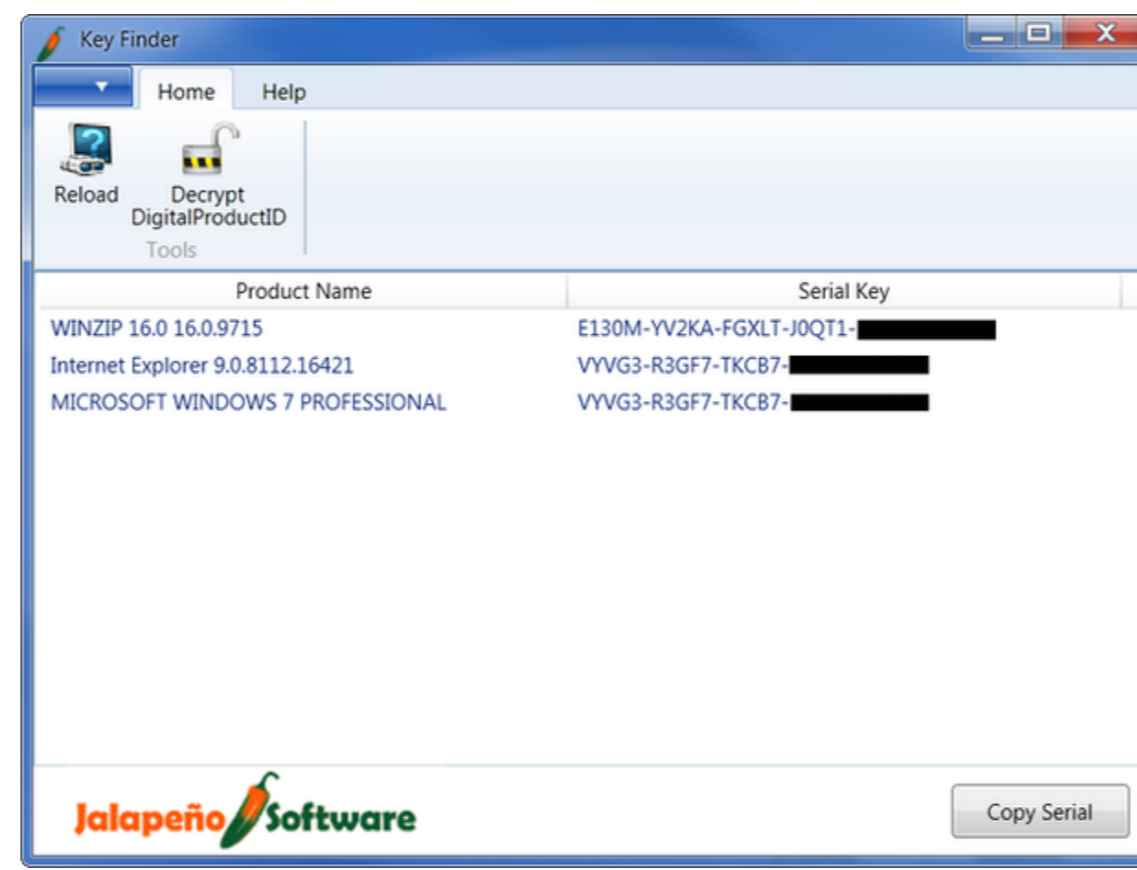 Key Finder
Home Help
Reload Decrypt
DigitalProductID
Tools
Product Name Serial Key
WINZIP 16.0 16.0.9715 E130M-YV2KA-FGXLT-J0QT1-
Internet Explorer 9.0.8112.16421 VYVG3-R3GF7-TKCB7-
MICROSOFT WINDOWS 7 PROFESSIONAL VYVG3-R3GF7-TKCB7-
Jalapeño Software Copy Serial